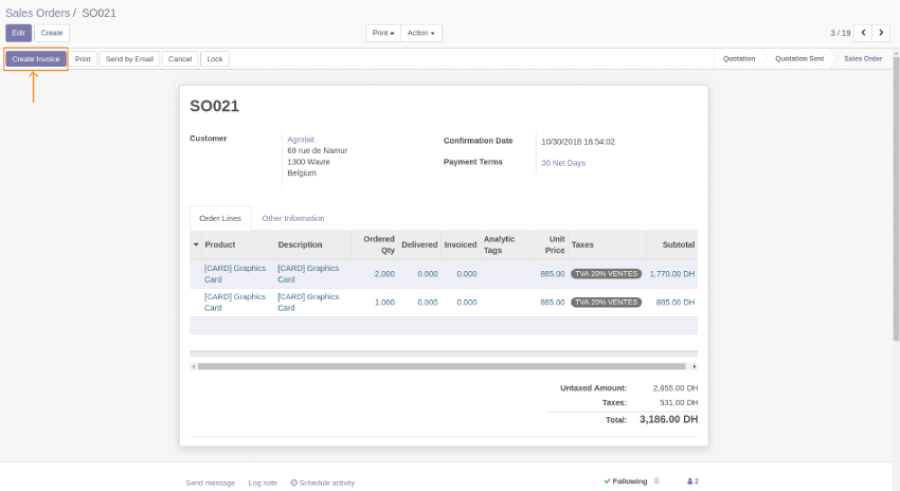 Sales Orders / SO021
Edit Create Print Action 3 / 19
Create Invoice Print Send by Email Cancel Lock Quotation Quotation Sent Sales Order
SO021
Customer Agrolait Confirmation Date 10/30/2018 16:54:02
69 rue de Namur
1300 Wavre Payment Terms 30 Net Days
Belgium
Order Lines Other Information
Product Description Ordered Qty Delivered Invoiced Analytic Tags Unit Price Taxes Subtotal
[CARD] Graphics Card [CARD] Graphics Card 2.000 0.000 0.000 885.00 TVA 20% VENTES 1,770.00 DH
[CARD] Graphics Card [CARD] Graphics Card 1.000 0.000 0.000 885.00 TVA 20% VENTES 885.00 DH
Untaxed Amount: 2,655.00 DH
Taxes: 531.00 DH
Total: 3,186.00 DH
Send message Log note Schedule activity Following 2